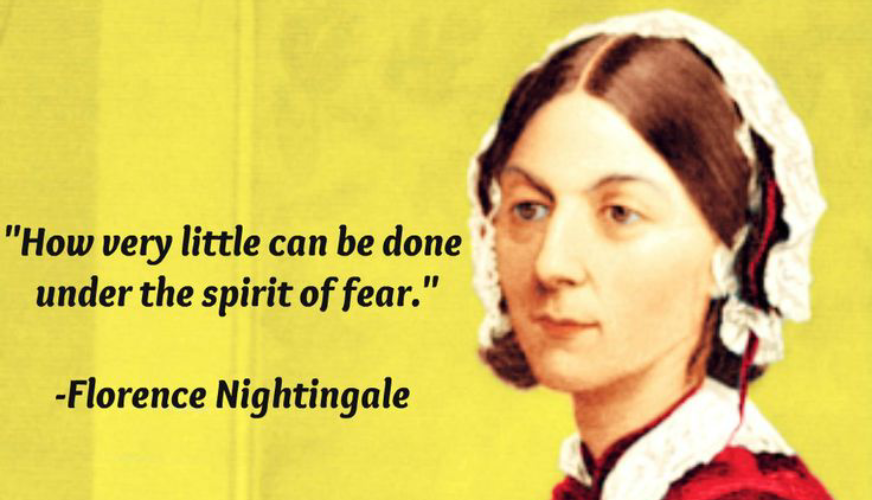 "How very little can be done
under the spirit of fear."
-Florence Nightingale